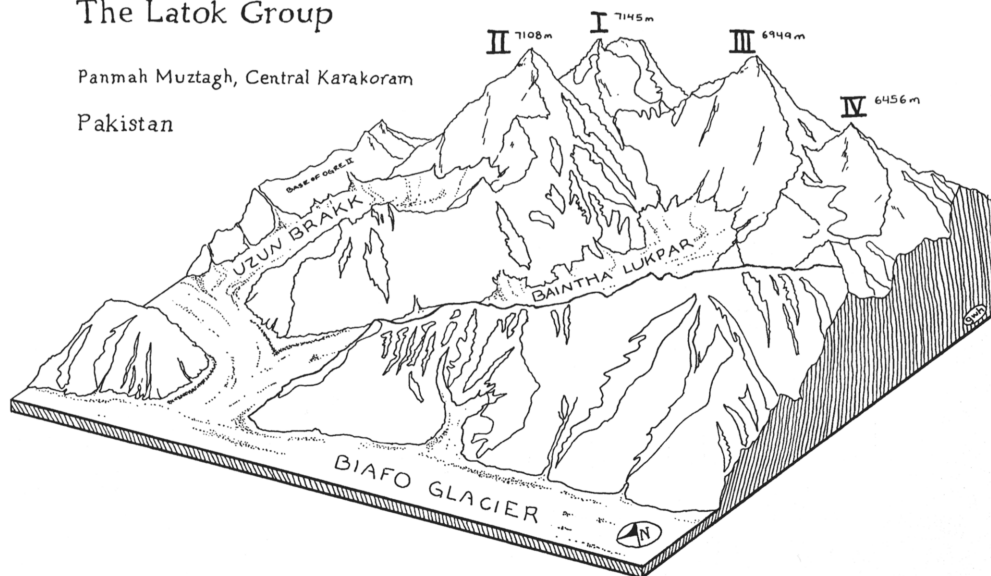 The Latok Group
Panmah Muztagh, Central Karakoram
Pakistan
II 7108m
I 7145m
III 6949m
IV 6456m
BASE OF OGRE II
UZUN BRAKK
BAINTHA LUKPAR
BIAFO GLACIER
N